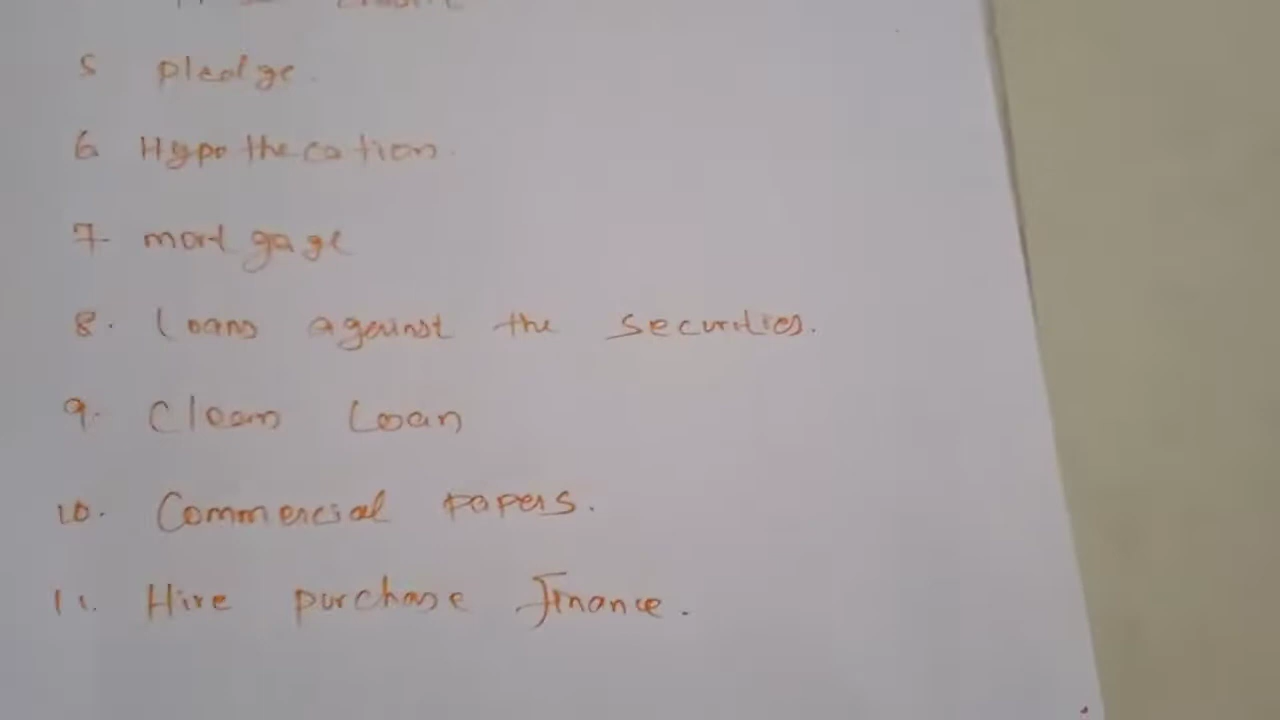 5 pledge.
6 Hypothecation.
7 mortgage
8. Loans against the securities.
9. Clean Loan
10. Commercial papers.
11. Hire purchase Finance.